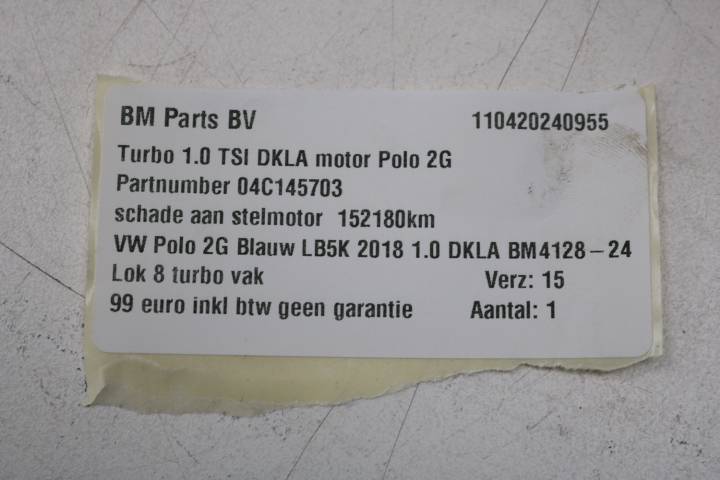 BM Parts BV 110420240955
Turbo 1.0 TSI DKLA motor Polo 2G
Partnumber 04C145703
schade aan stelmotor 152180km
VW Polo 2G Blauw LB5K 2018 1.0 DKLA BM4128-24
Lok 8 turbo vak Verz: 15
99 euro inkl btw geen garantie Aantal: 1